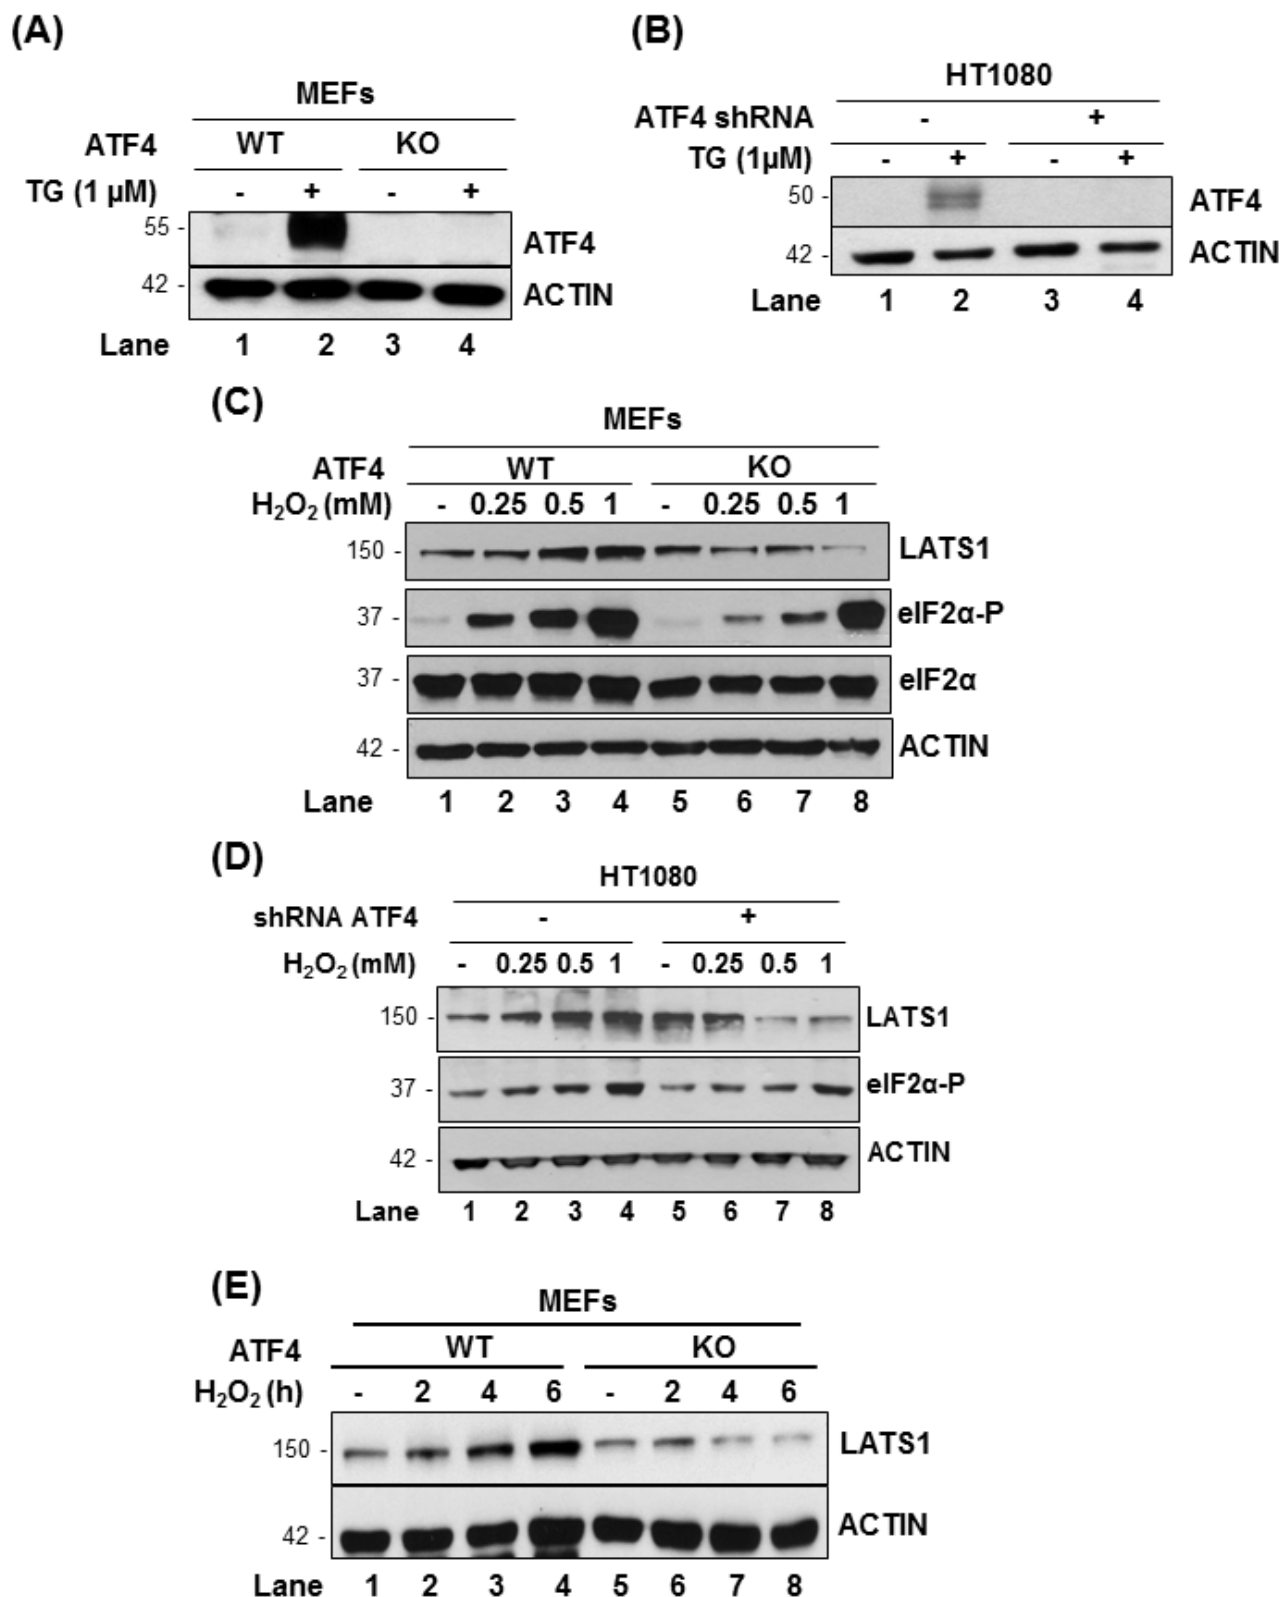 (A)
MEFs
ATF4 WT KO
TG (1 µM) - + - +
55 - ATF4
42 - ACTIN
Lane 1 2 3 4
(B)
HT1080
ATF4 shRNA - +
TG (1µM) - + - +
50 - ATF4
42 - ACTIN
Lane 1 2 3 4
(C)
MEFs
ATF4 WT KO
H₂O₂ (mM) - 0.25 0.5 1 - 0.25 0.5 1
150 - LATS1
37 - eIF2α-P
37 - eIF2α
42 - ACTIN
Lane 1 2 3 4 5 6 7 8
(D)
HT1080
shRNA ATF4 - +
H₂O₂ (mM) - 0.25 0.5 1 - 0.25 0.5 1
150 - LATS1
37 - eIF2α-P
42 - ACTIN
Lane 1 2 3 4 5 6 7 8
(E)
MEFs
ATF4 WT KO
H₂O₂ (h) - 2 4 6 - 2 4 6
150 - LATS1
42 - ACTIN
Lane 1 2 3 4 5 6 7 8